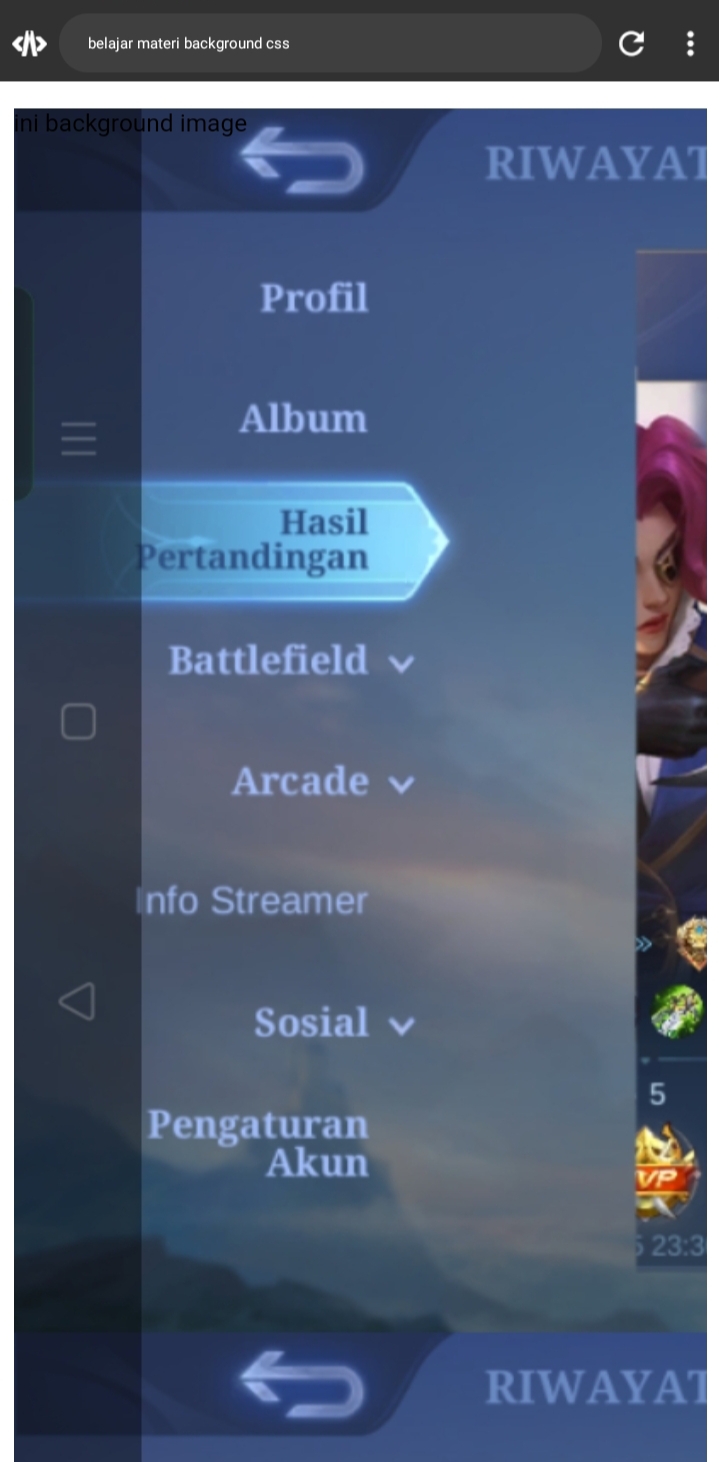 belajar materi background css
ini background image
RIWAYAT
Profil
Album
Hasil
Pertandingan
Battlefield
Arcade
Info Streamer
Sosial
5
Pengaturan
Akun
VP
5 23:3
RIWAYAT